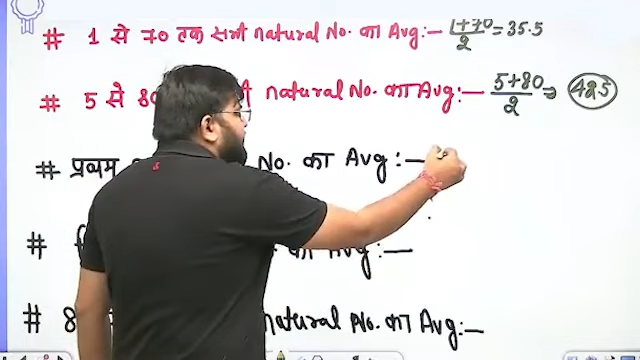 # 1 से 70 तक सभी natural No. का Avg:- 1+70/2 = 35.5
# 5 से 80 natural No. का Avg:- 5+80/2 ⇒ 42.5
# प्रथम No. का Avg:-
# का Avg:-
# 8 natural No. का Avg:-